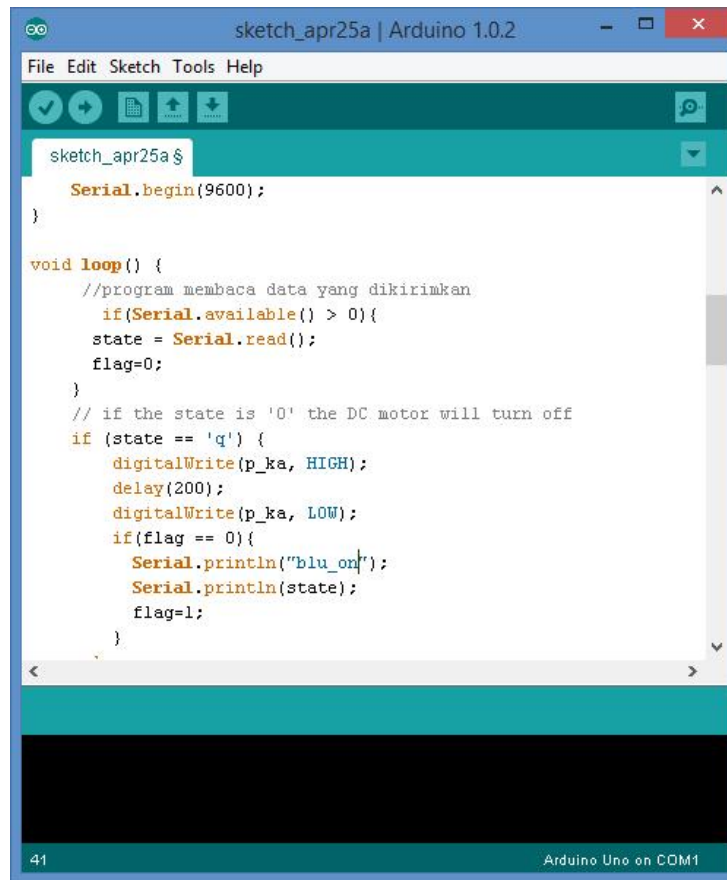 sketch_apr25a | Arduino 1.0.2
File Edit Sketch Tools Help
sketch_apr25a §
Serial.begin(9600);
}
void loop() {
//program membaca data yang dikirimkan
if(Serial.available() > 0){
state = Serial.read();
flag=0;
}
// if the state is '0' the DC motor will turn off
if (state == 'q') {
digitalWrite(p_ka, HIGH);
delay(200);
digitalWrite(p_ka, LOW);
if(flag == 0){
Serial.println("blu_on");
Serial.println(state);
flag=1;
}
41
Arduino Uno on COM1